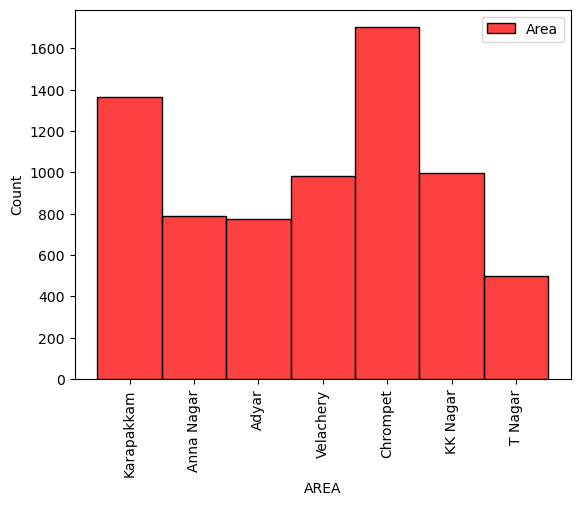 Area
1600
1400
1200
1000
800
600
400
200
0
Count
Karapakkam
Anna Nagar
Adyar
Velachery
Chrompet
KK Nagar
T Nagar
AREA